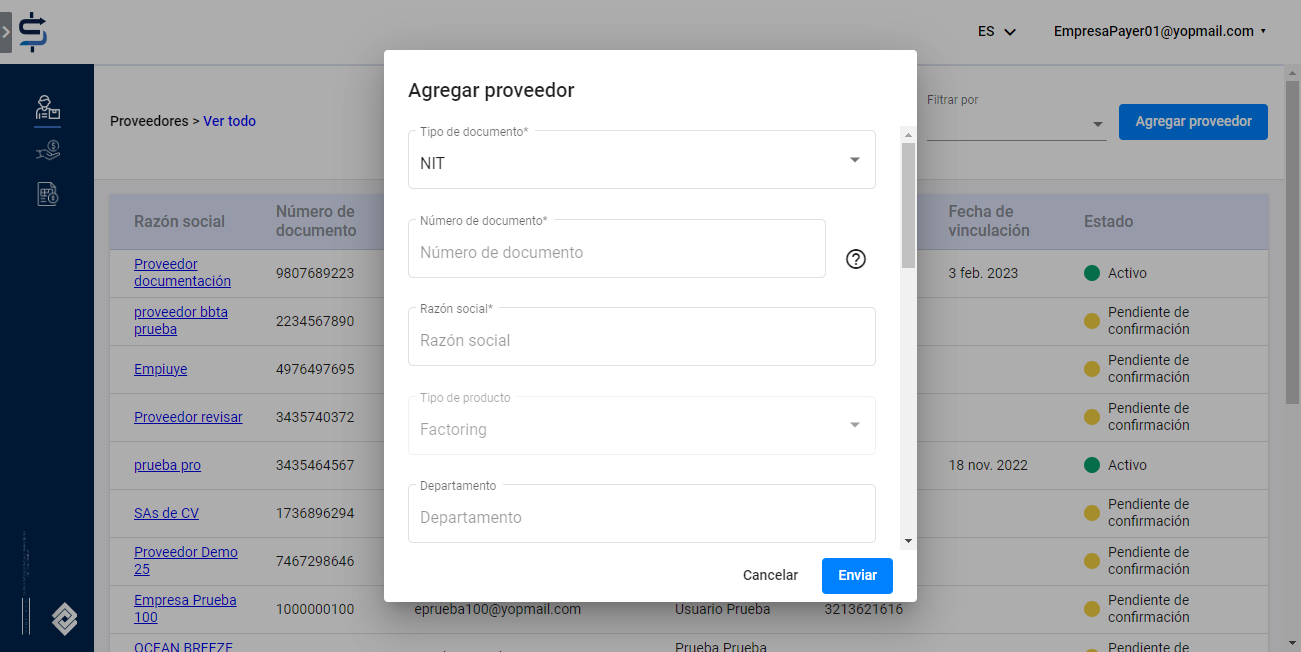 ES
EmpresaPayer01@yopmail.com
Proveedores > Ver todo
Filtrar por
Agregar proveedor
Agregar proveedor
Tipo de documento*
NIT
Número de documento*
Número de documento
Razón social*
Razón social
Tipo de producto
Factoring
Departamento
Departamento
Cancelar
Enviar
Razón social
Número de
documento
Fecha de
vinculación
Estado
Proveedor
documentación
9807689223
3 feb. 2023
Activo
proveedor bbta
prueba
2234567890
Pendiente de
confirmación
Empiuye
4976497695
Pendiente de
confirmación
Proveedor revisar
3435740372
Pendiente de
confirmación
prueba pro
3435464567
18 nov. 2022
Activo
SAs de CV
1736896294
Pendiente de
confirmación
Proveedor Demo
25
7467298646
Pendiente de
confirmación
Empresa Prueba
100
1000000100
eprueba100@yopmail.com
Usuario Prueba
3213621616
Pendiente de
confirmación
OCEAN BREEZE
Prueba Prueba
Pendiente de